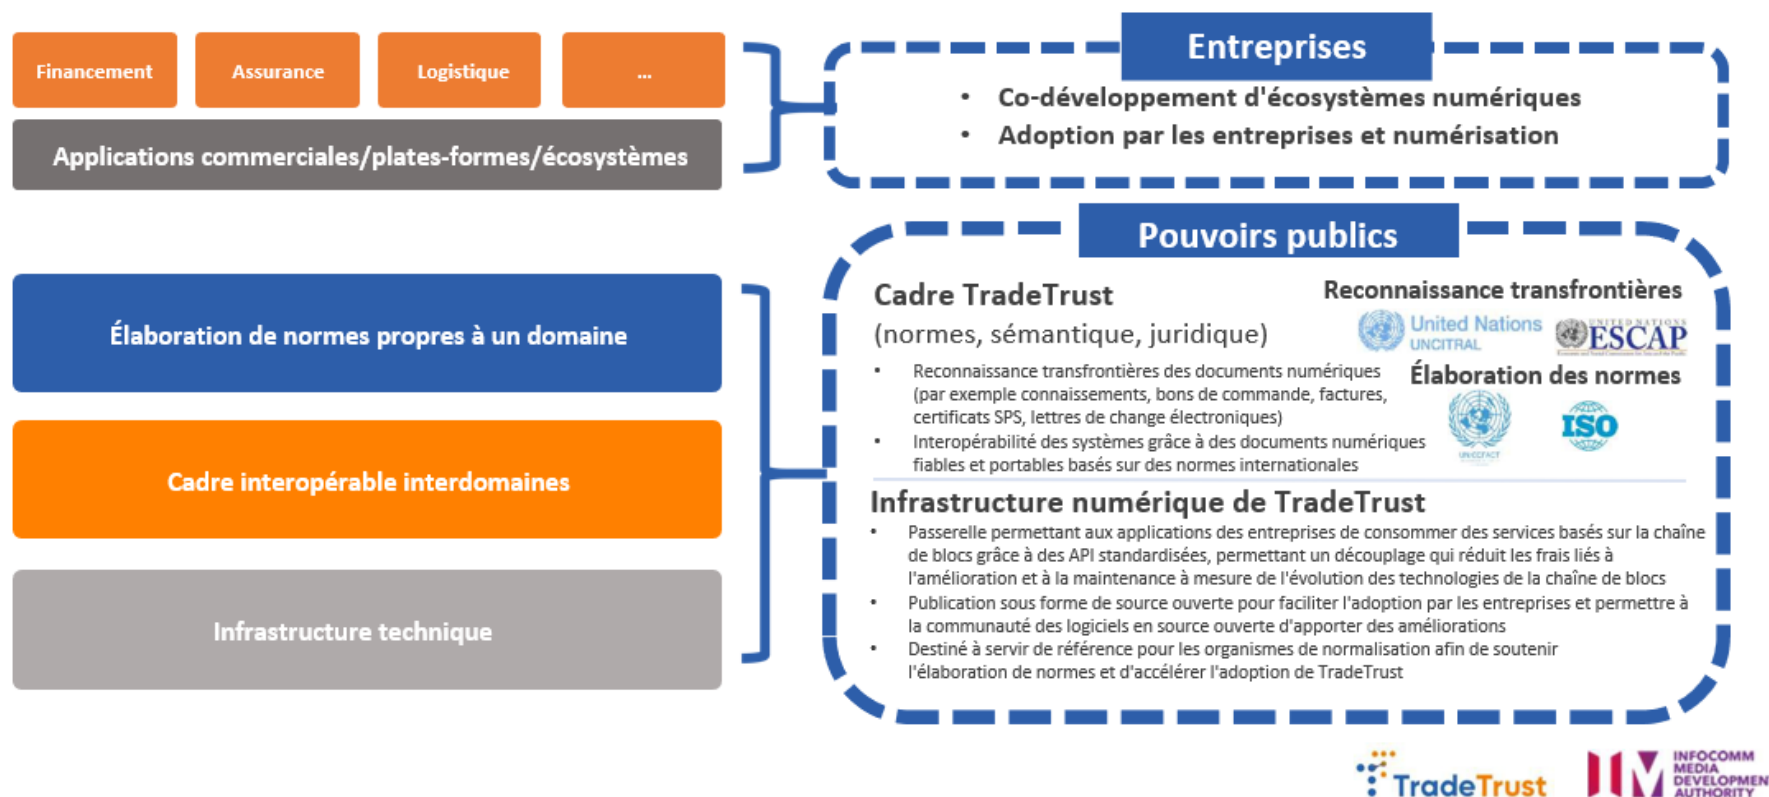 Financement
Assurance
Logistique
...
Applications commerciales/plates-formes/écosystèmes
Entreprises
• Co-développement d'écosystèmes numériques
• Adoption par les entreprises et numérisation
Élaboration de normes propres à un domaine
Cadre interopérable interdomaines
Infrastructure technique
Pouvoirs publics
Cadre TradeTrust
(normes, sémantique, juridique)
• Reconnaissance transfrontières des documents numériques
(par exemple connaissements, bons de commande, factures,
certificats SPS, lettres de change électroniques)
• Interopérabilité des systèmes grâce à des documents numériques
fiables et portables basés sur des normes internationales
Reconnaissance transfrontières
United Nations
UNCITRAL
UNITED NATIONS
ESCAP
Élaboration des normes
UN/CEFACT
ISO
Infrastructure numérique de TradeTrust
• Passerelle permettant aux applications des entreprises de consommer des services basés sur la chaîne
de blocs grâce à des API standardisées, permettant un découplage qui réduit les frais liés à
l'amélioration et à la maintenance à mesure de l'évolution des technologies de la chaîne de blocs
• Publication sous forme de source ouverte pour faciliter l'adoption par les entreprises et permettre à
la communauté des logiciels en source ouverte d'apporter des améliorations
• Destiné à servir de référence pour les organismes de normalisation afin de soutenir
l'élaboration de normes et d'accélérer l'adoption de TradeTrust
TradeTrust
INFOCOMM
MEDIA
DEVELOPMEN
AUTHORITY